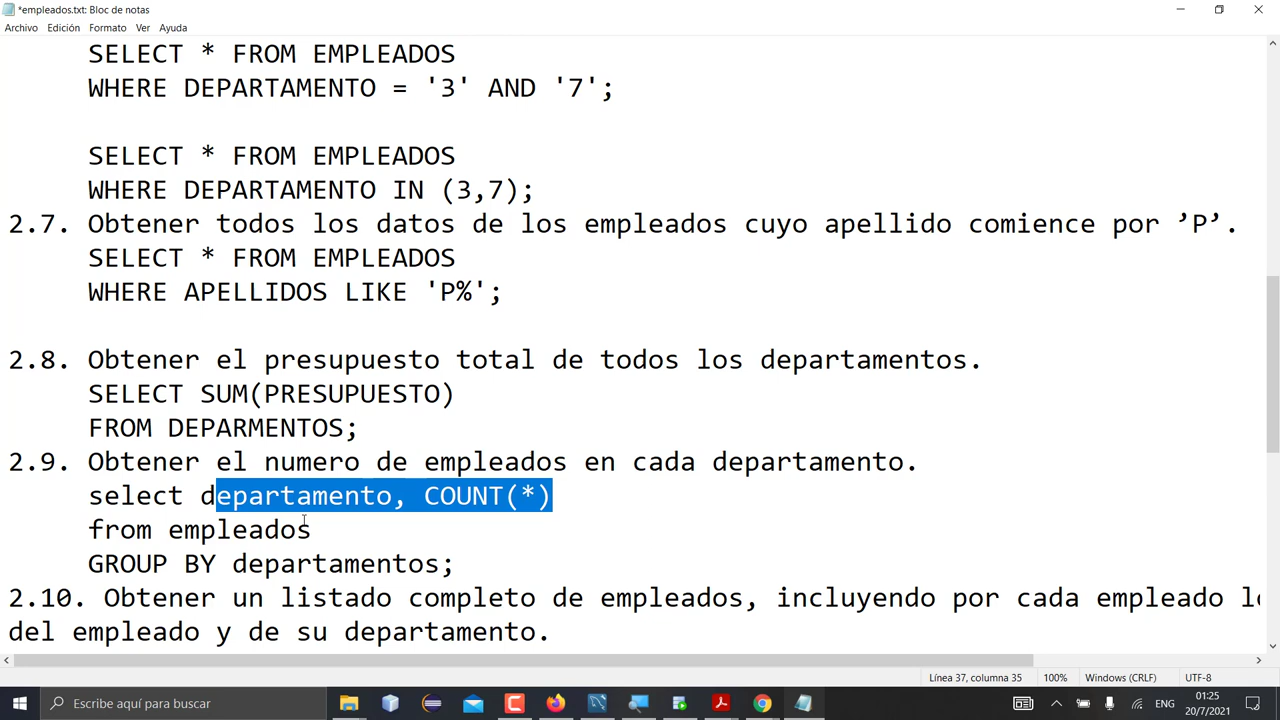 *empleados.txt: Bloc de notas
Archivo Edición Formato Ver Ayuda
SELECT * FROM EMPLEADOS
WHERE DEPARTAMENTO = '3' AND '7';
SELECT * FROM EMPLEADOS
WHERE DEPARTAMENTO IN (3,7);
2.7. Obtener todos los datos de los empleados cuyo apellido comience por ’P’.
SELECT * FROM EMPLEADOS
WHERE APELLIDOS LIKE 'P%';
2.8. Obtener el presupuesto total de todos los departamentos.
SELECT SUM(PRESUPUESTO)
FROM DEPARMENTOS;
2.9. Obtener el numero de empleados en cada departamento.
select departamento, COUNT(*)
from empleados
GROUP BY departamentos;
2.10. Obtener un listado completo de empleados, incluyendo por cada empleado
del empleado y de su departamento.
Línea 37, columna 35 100% Windows (CRLF) UTF-8
Escribe aquí para buscar
ENG
01:25
20/7/2021